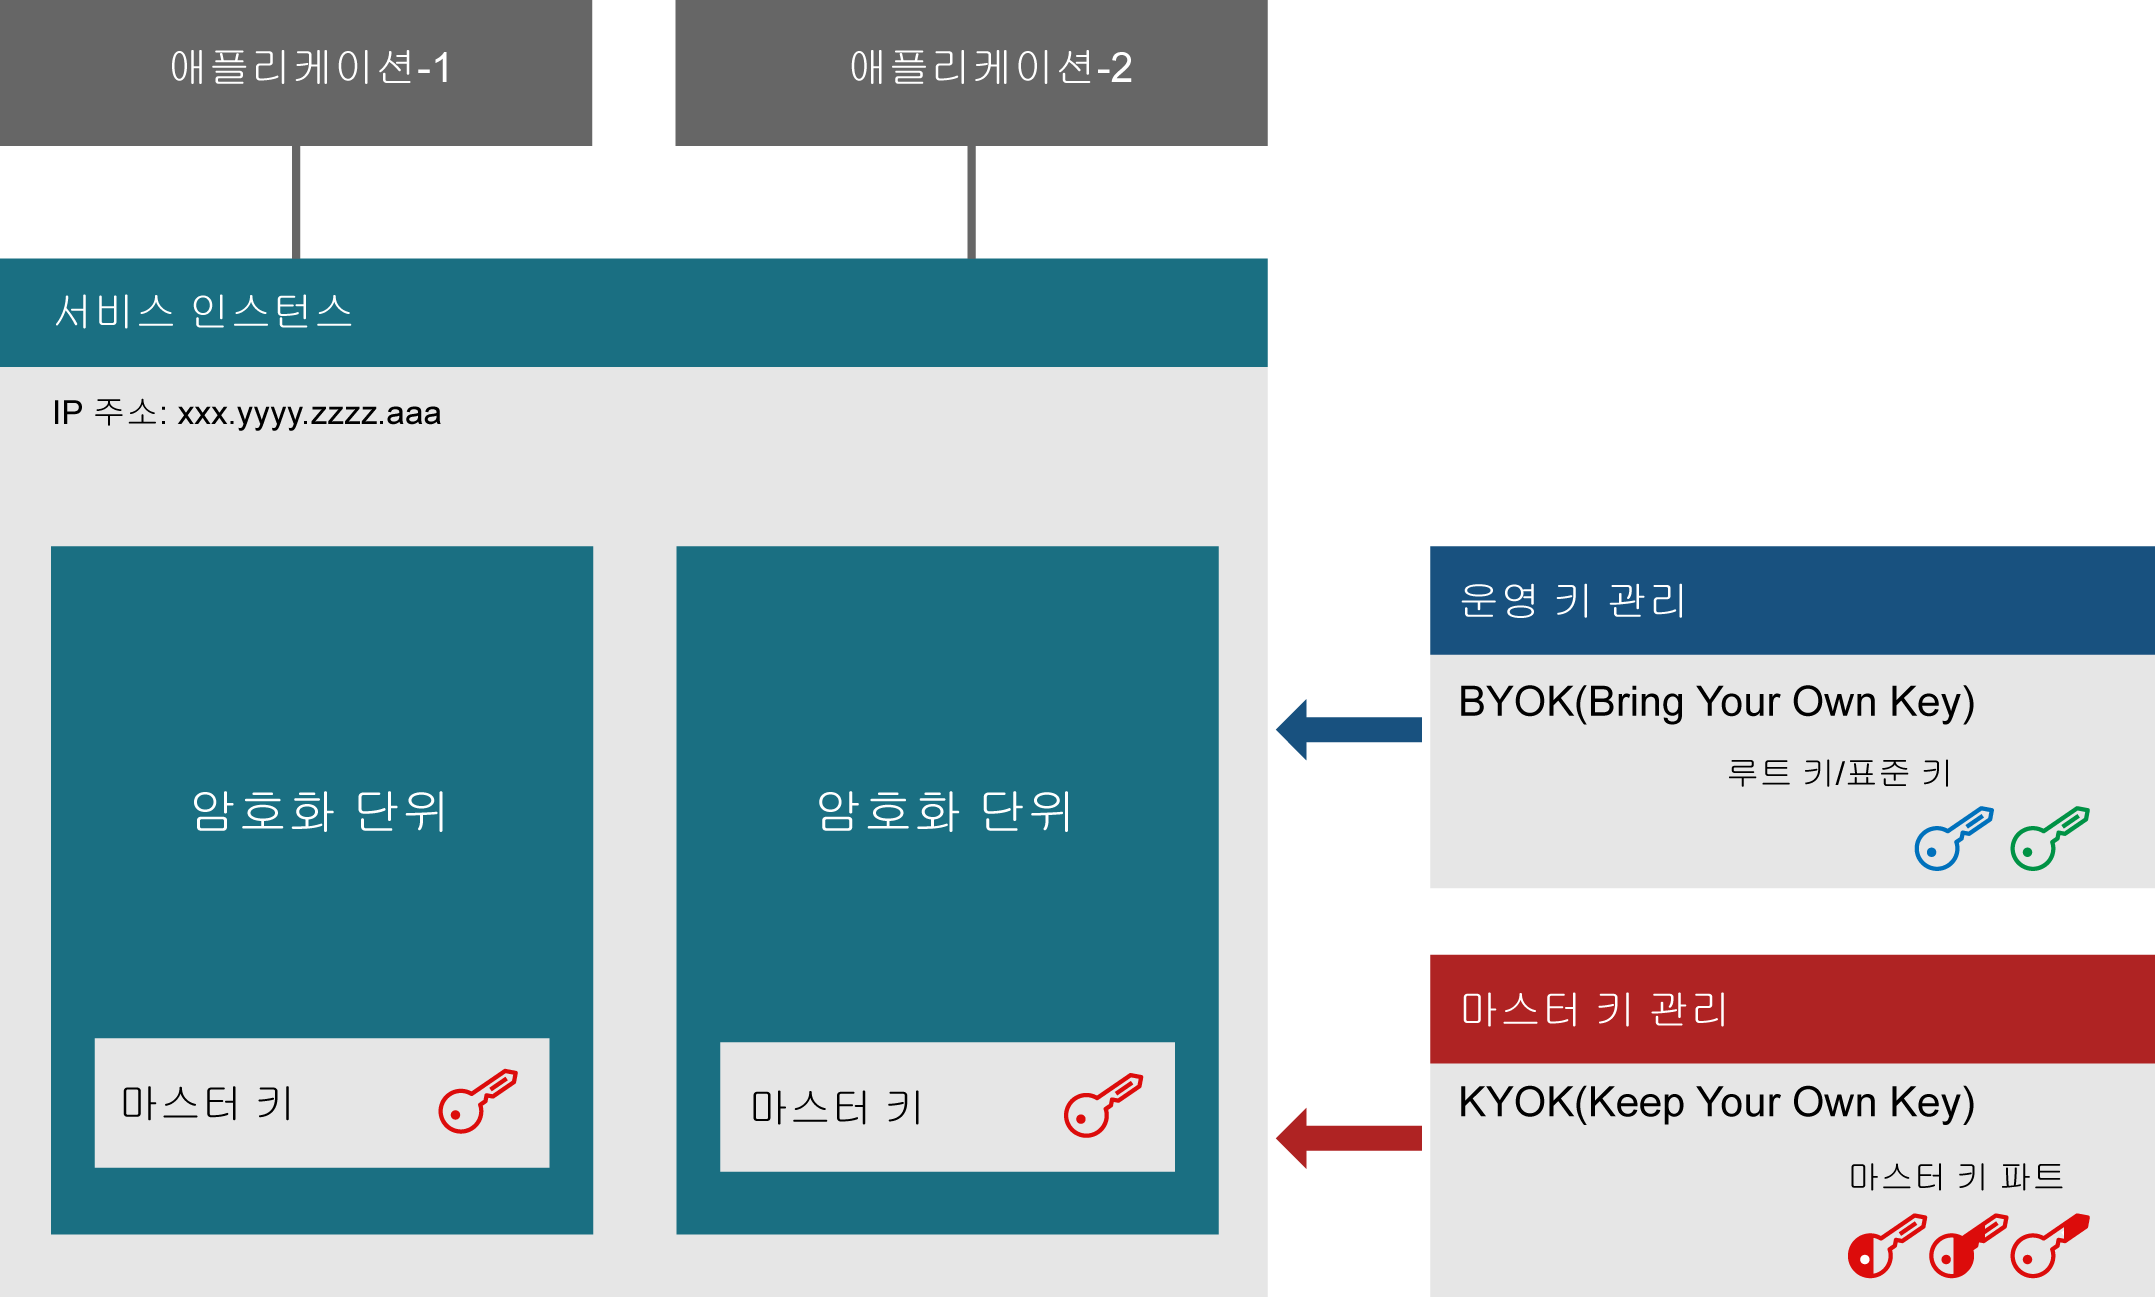 애플리케이션-1
애플리케이션-2
서비스 인스턴스
IP 주소: xxx.yyyy.zzzz.aaa
암호화 단위
마스터 키
암호화 단위
마스터 키
운영 키 관리
BYOK(Bring Your Own Key)
루트 키/표준 키
마스터 키 관리
KYOK(Keep Your Own Key)
마스터 키 파트